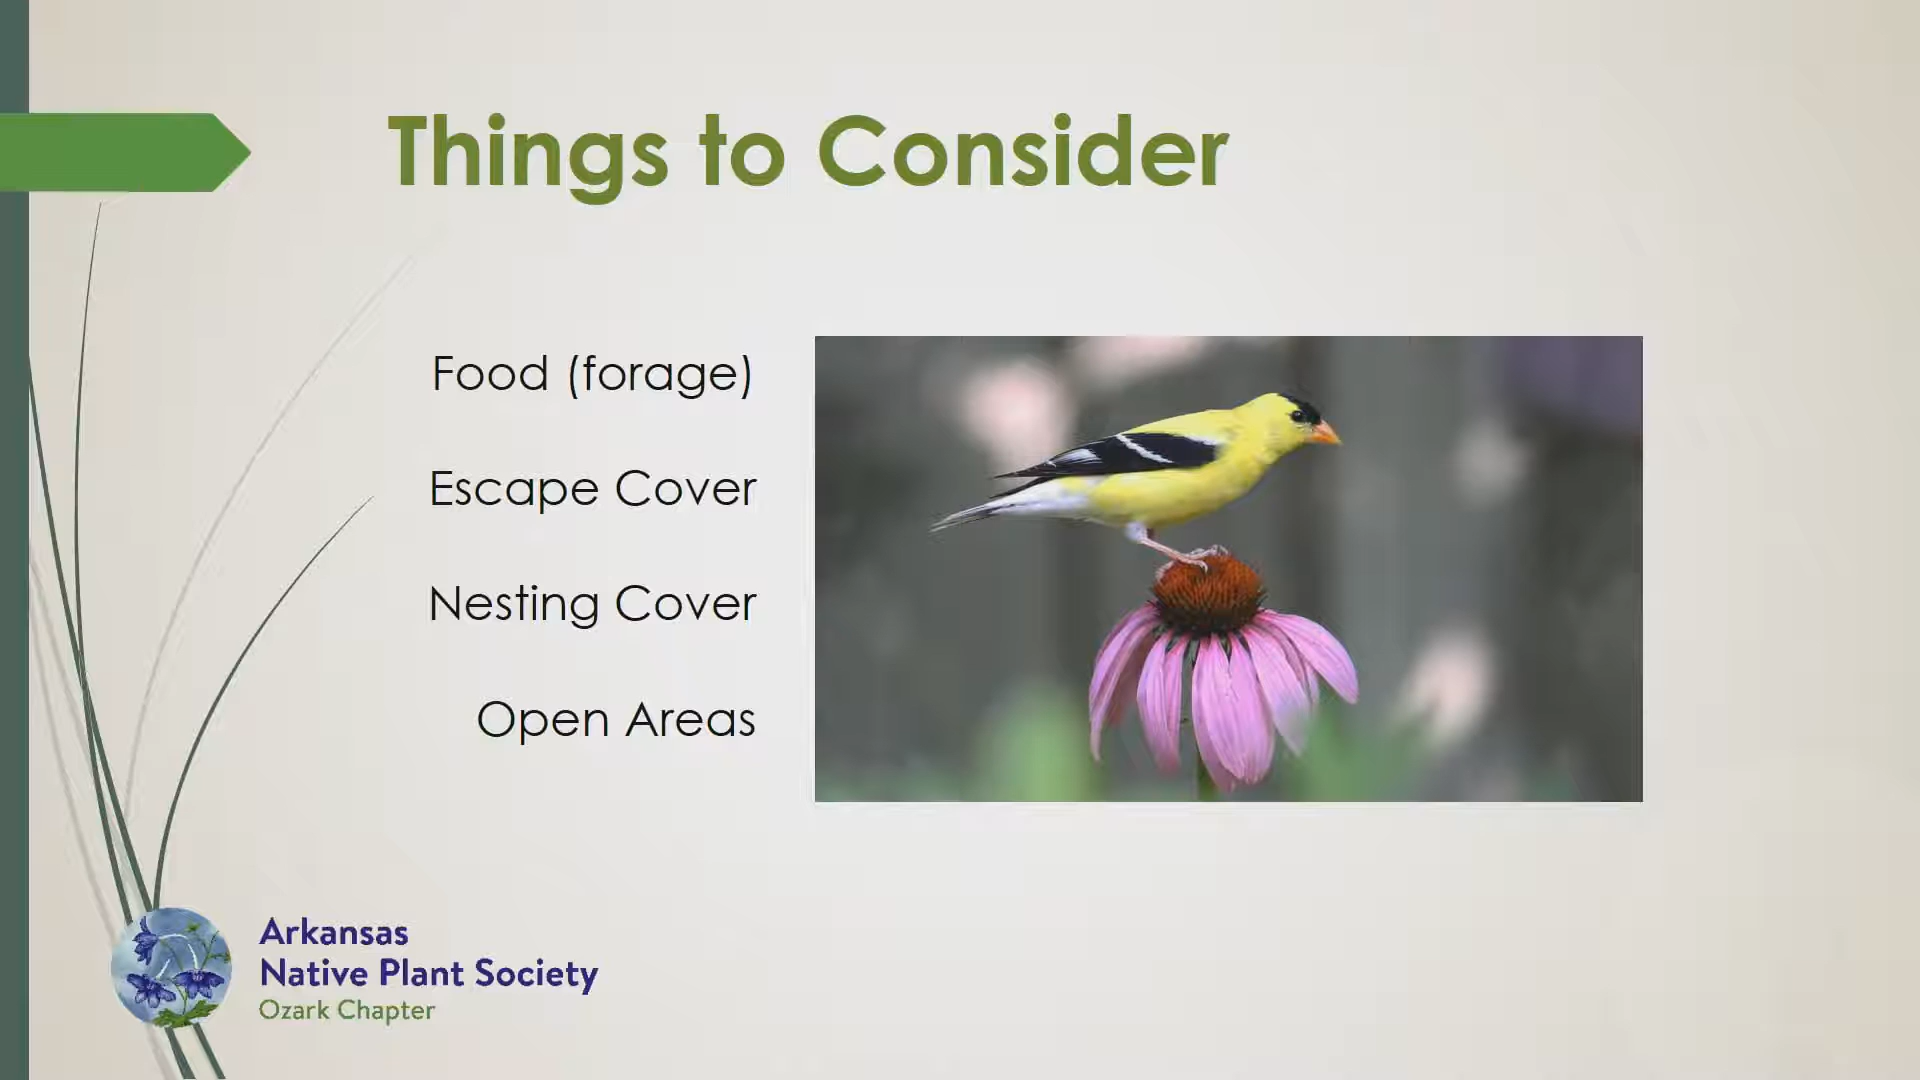 Things to Consider
Food (forage)
Escape Cover
Nesting Cover
Open Areas
Arkansas
Native Plant Society
Ozark Chapter